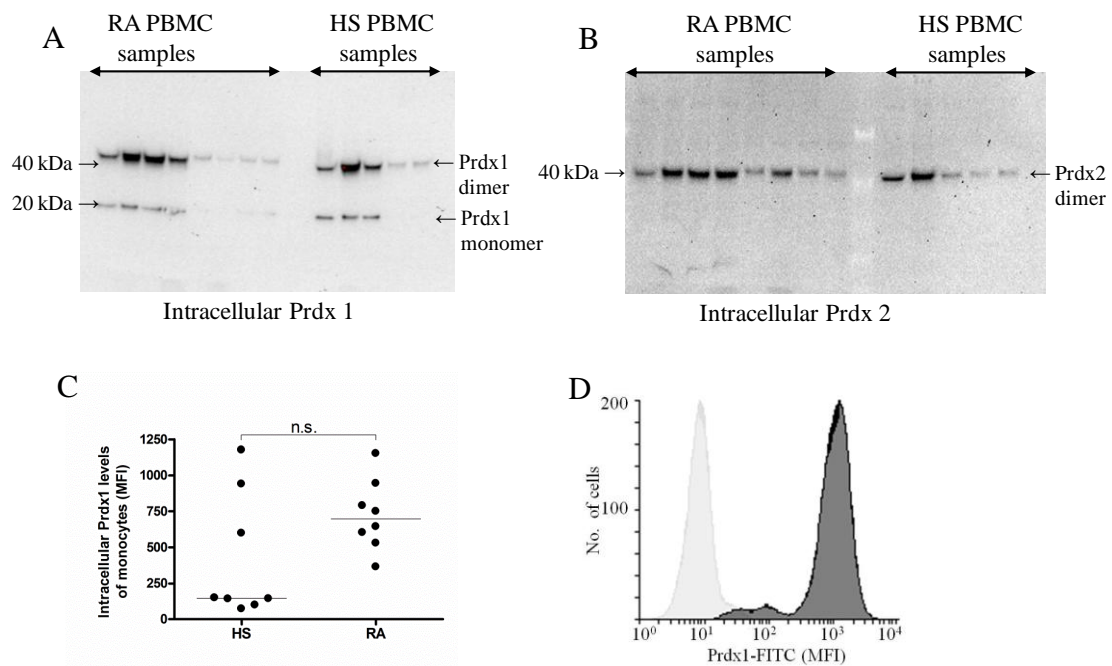 A
RA PBMC
samples
HS PBMC
samples
40 kDa →
20 kDa →
← Prdx1
dimer
← Prdx1
monomer
Intracellular Prdx 1
B
RA PBMC
samples
HS PBMC
samples
40 kDa →
← Prdx2
dimer
Intracellular Prdx 2
C
n.s.
1250
1000
750
500
250
0
Intracellular Prdx1 levels
of monocytes (MFI)
HS
RA
D
200
100
No. of cells
10⁰
10¹
10²
10³
10⁴
Prdx1-FITC (MFI)